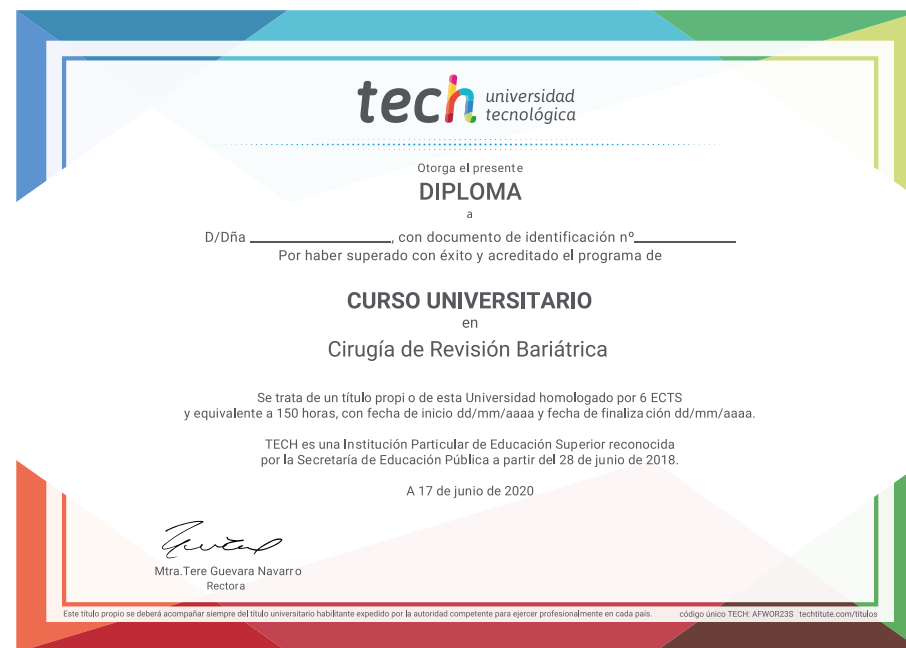 tech universidad
tecnológica
Otorga el presente
DIPLOMA
a
D/Dña ____________________, con documento de identificación nº______________
Por haber superado con éxito y acreditado el programa de
CURSO UNIVERSITARIO
en
Cirugía de Revisión Bariátrica
Se trata de un título propi o de esta Universidad homologado por 6 ECTS
y equivalente a 150 horas, con fecha de inicio dd/mm/aaaa y fecha de finaliza ción dd/mm/aaaa.
TECH es una Institución Particular de Educación Superior reconocida
por la Secretaría de Educación Pública a partir del 28 de junio de 2018.
A 17 de junio de 2020
Mtra.Tere Guevara Navarro
Rectora
Este título propio se deberá acompañar siempre del título universitario habilitante expedido por la autoridad competente para ejercer profesionalmente en cada país. código único TECH: AFWOR23S techtitute.com/titulos